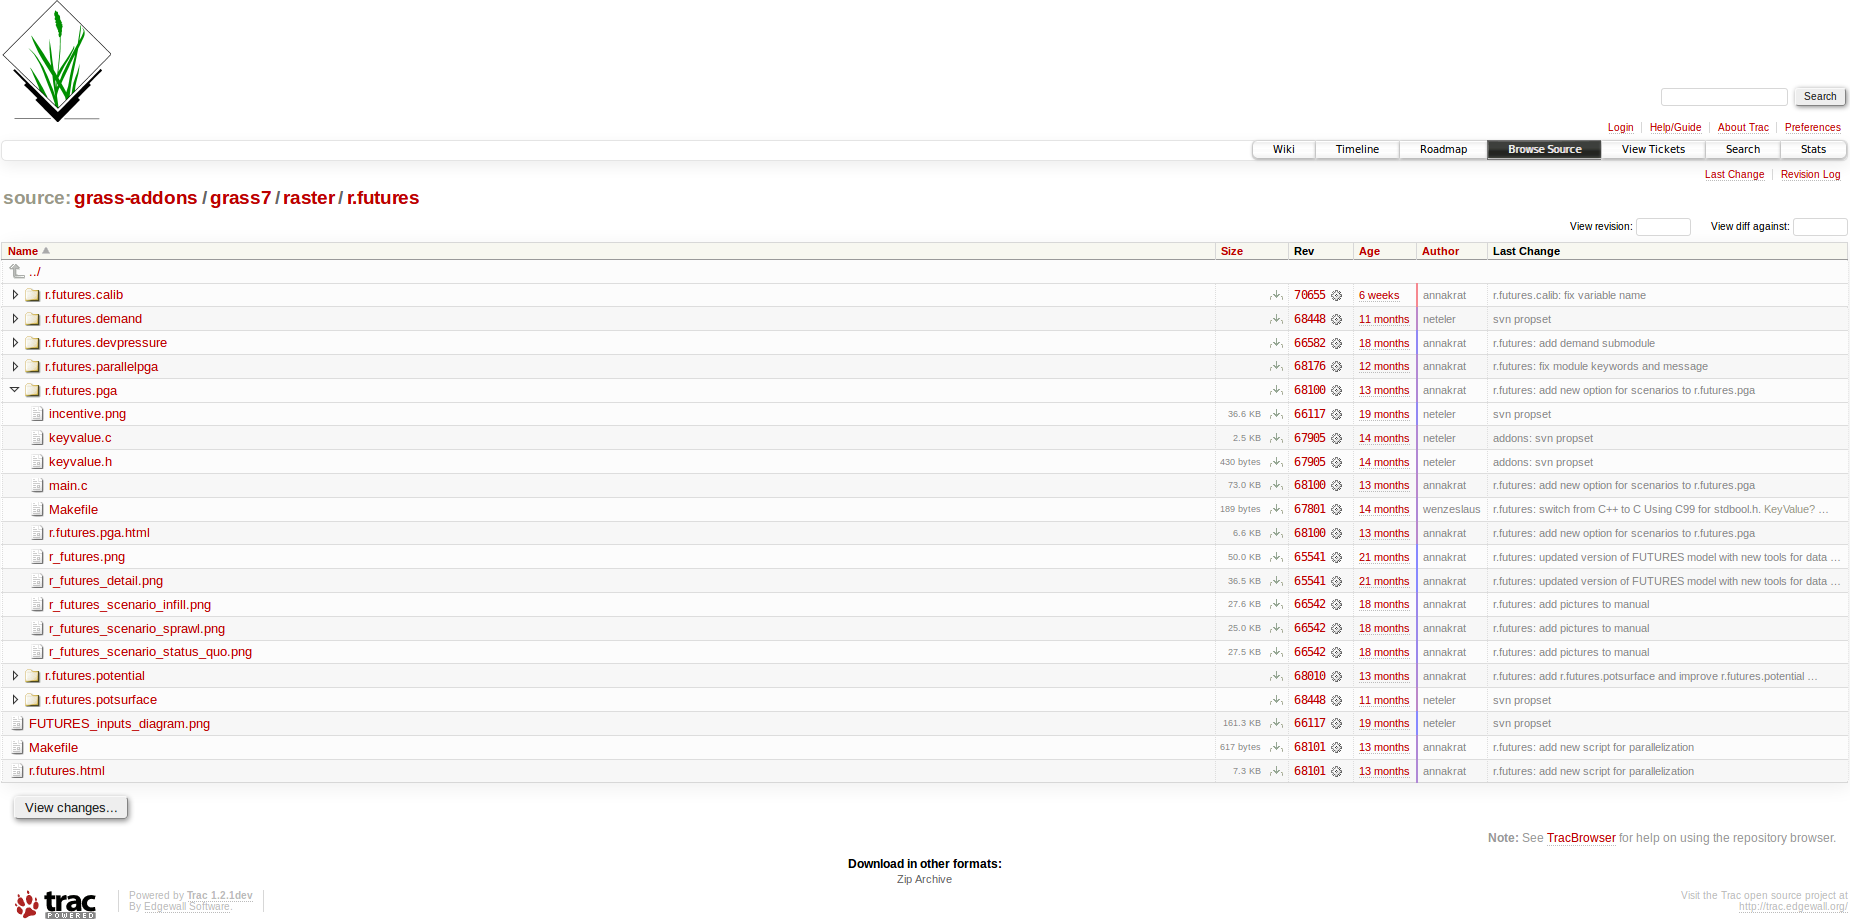 Search
Login Help/Guide About Trac Preferences
Wiki Timeline Roadmap Browse Source View Tickets Search Stats
Last Change Revision Log
source: grass-addons / grass7 / raster / r.futures
View revision: View diff against:
Name Size Rev Age Author Last Change
../
r.futures.calib 70655 6 weeks annakrat r.futures.calib: fix variable name
r.futures.demand 68448 11 months neteler svn propset
r.futures.devpressure 66582 18 months annakrat r.futures: add demand submodule
r.futures.parallelpga 68176 12 months annakrat r.futures: fix module keywords and message
r.futures.pga 68100 13 months annakrat r.futures: add new option for scenarios to r.futures.pga
incentive.png 36.6 KB 66117 19 months neteler svn propset
keyvalue.c 2.5 KB 67905 14 months neteler addons: svn propset
keyvalue.h 430 bytes 67905 14 months neteler addons: svn propset
main.c 73.0 KB 68100 13 months annakrat r.futures: add new option for scenarios to r.futures.pga
Makefile 189 bytes 67801 14 months wenzeslaus r.futures: switch from C++ to C Using C99 for stdbool.h. KeyValue? …
r.futures.pga.html 6.6 KB 68100 13 months annakrat r.futures: add new option for scenarios to r.futures.pga
r_futures.png 50.0 KB 65541 21 months annakrat r.futures: updated version of FUTURES model with new tools for data …
r_futures_detail.png 36.5 KB 65541 21 months annakrat r.futures: updated version of FUTURES model with new tools for data …
r_futures_scenario_infill.png 27.6 KB 66542 18 months annakrat r.futures: add pictures to manual
r_futures_scenario_sprawl.png 25.0 KB 66542 18 months annakrat r.futures: add pictures to manual
r_futures_scenario_status_quo.png 27.5 KB 66542 18 months annakrat r.futures: add pictures to manual
r.futures.potential 68010 13 months annakrat r.futures: add r.futures.potsurface and improve r.futures.potential …
r.futures.potsurface 68448 11 months neteler svn propset
FUTURES_inputs_diagram.png 161.3 KB 66117 19 months neteler svn propset
Makefile 617 bytes 68101 13 months annakrat r.futures: add new script for parallelization
r.futures.html 7.3 KB 68101 13 months annakrat r.futures: add new script for parallelization
View changes...
Note: See TracBrowser for help on using the repository browser.
Download in other formats:
Zip Archive
trac POWERED
Powered by Trac 1.2.1dev
By Edgewall Software.
Visit the Trac open source project at
http://trac.edgewall.org/